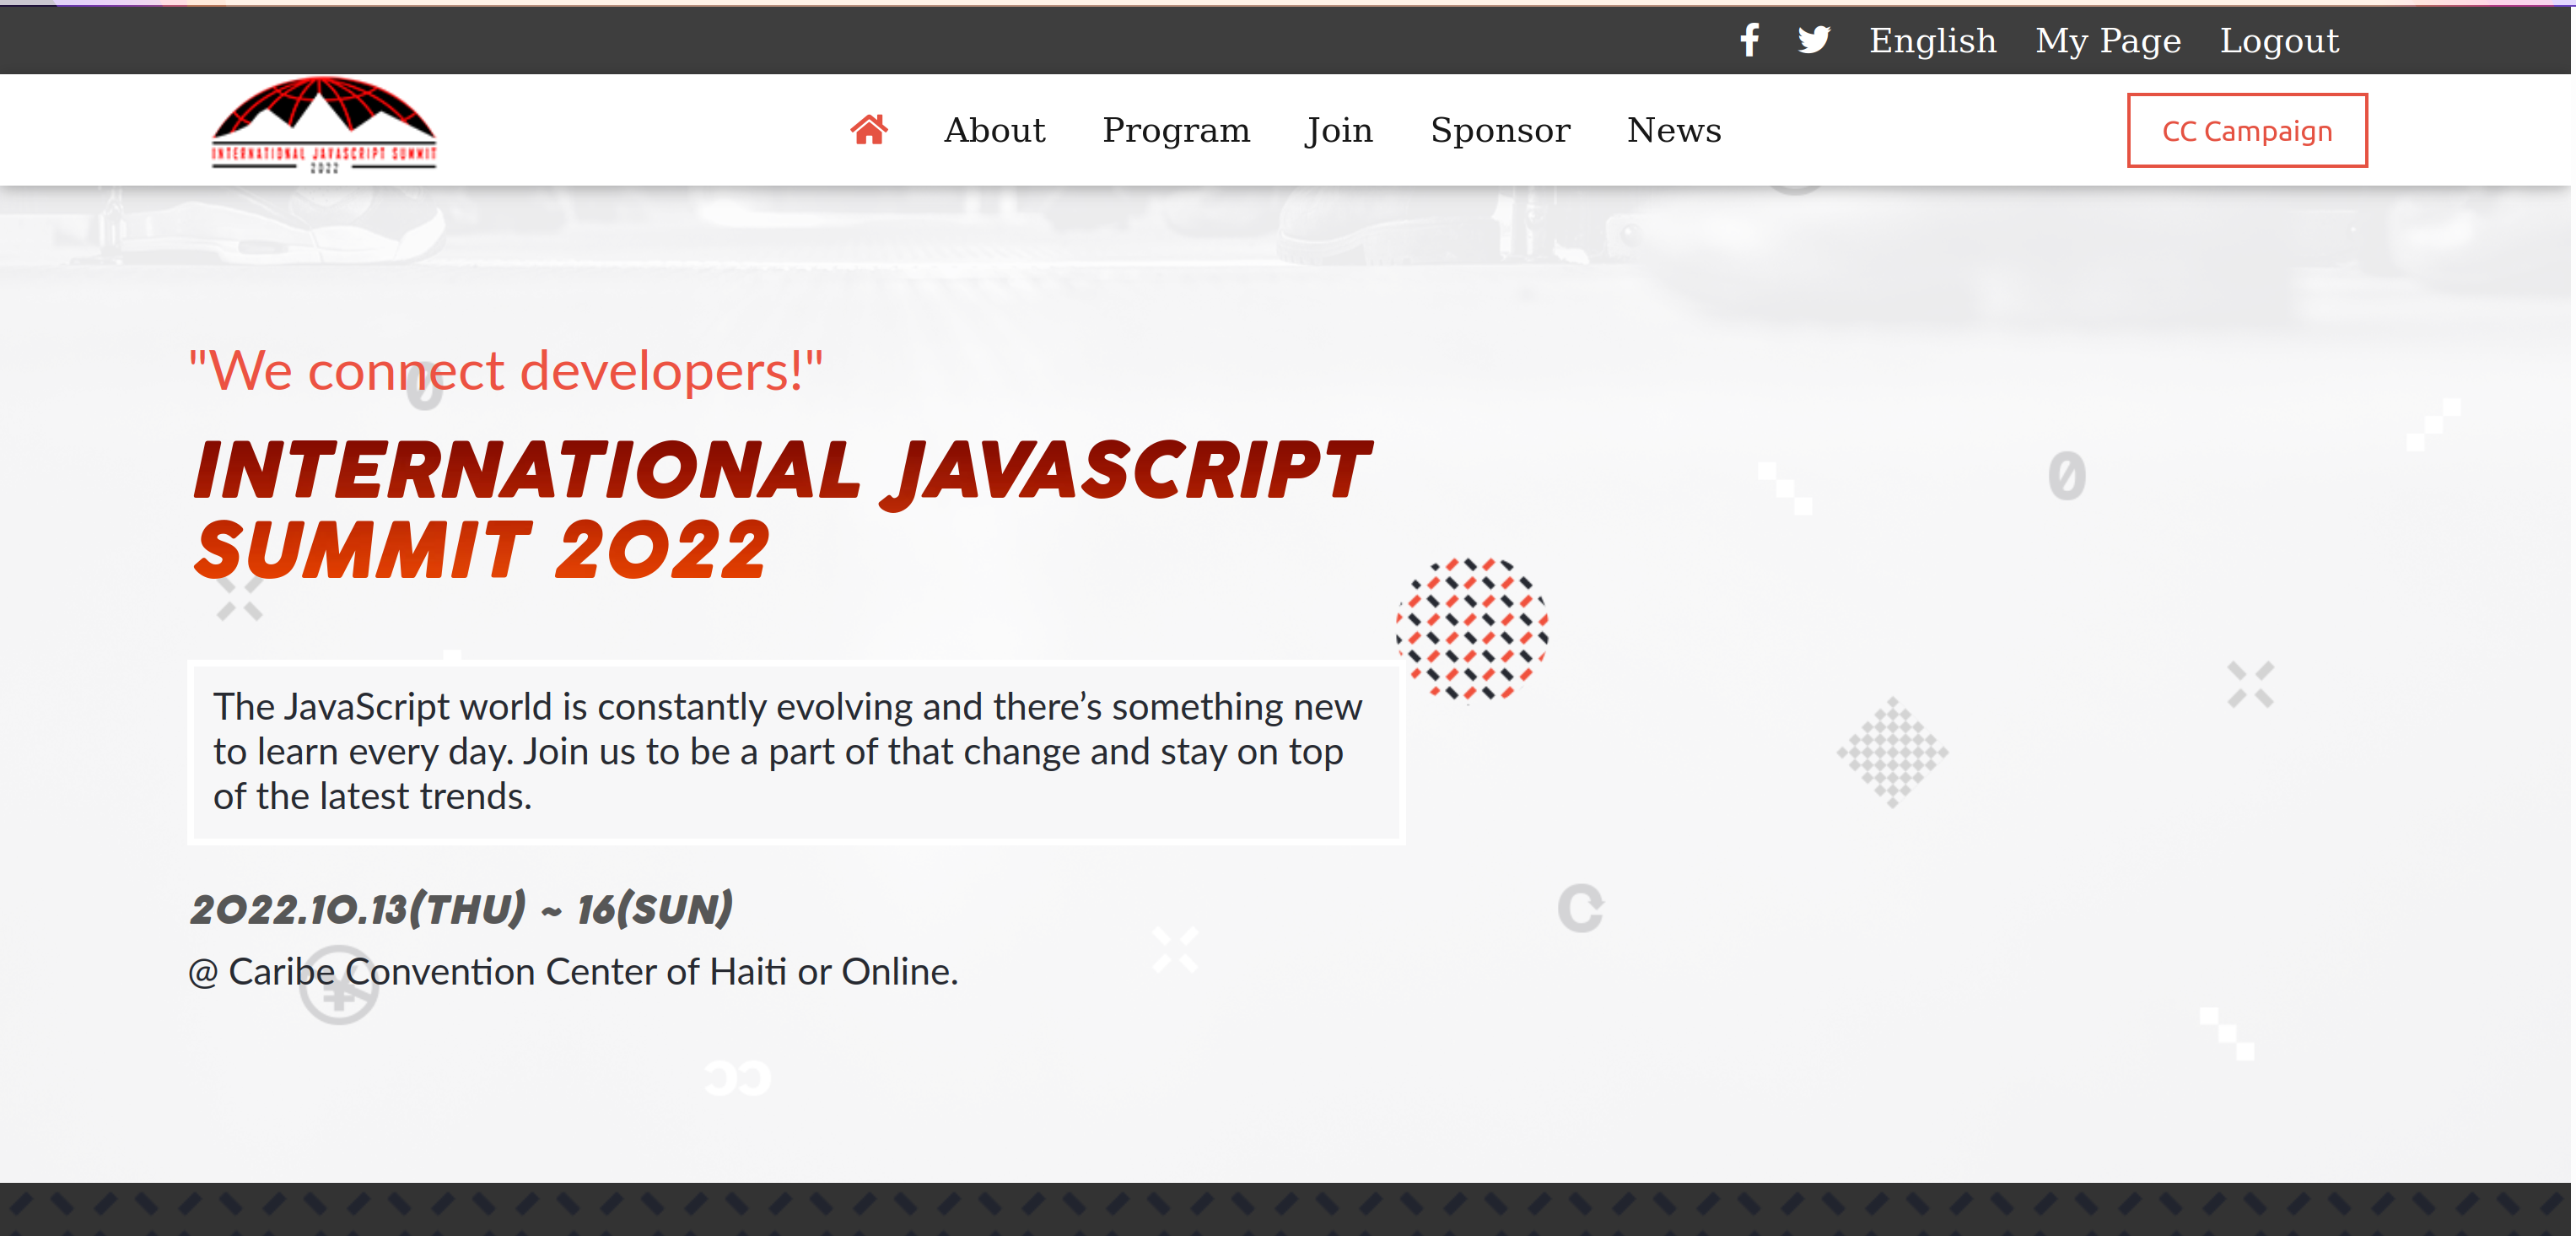 English My Page Logout
INTERNATIONAL JAVASCRIPT SUMMIT
2022
About Program Join Sponsor News
CC Campaign
"We connect developers!"
INTERNATIONAL JAVASCRIPT
SUMMIT 2022
The JavaScript world is constantly evolving and there’s something new
to learn every day. Join us to be a part of that change and stay on top
of the latest trends.
2022.10.13(THU) ~ 16(SUN)
@ Caribe Convention Center of Haiti or Online.